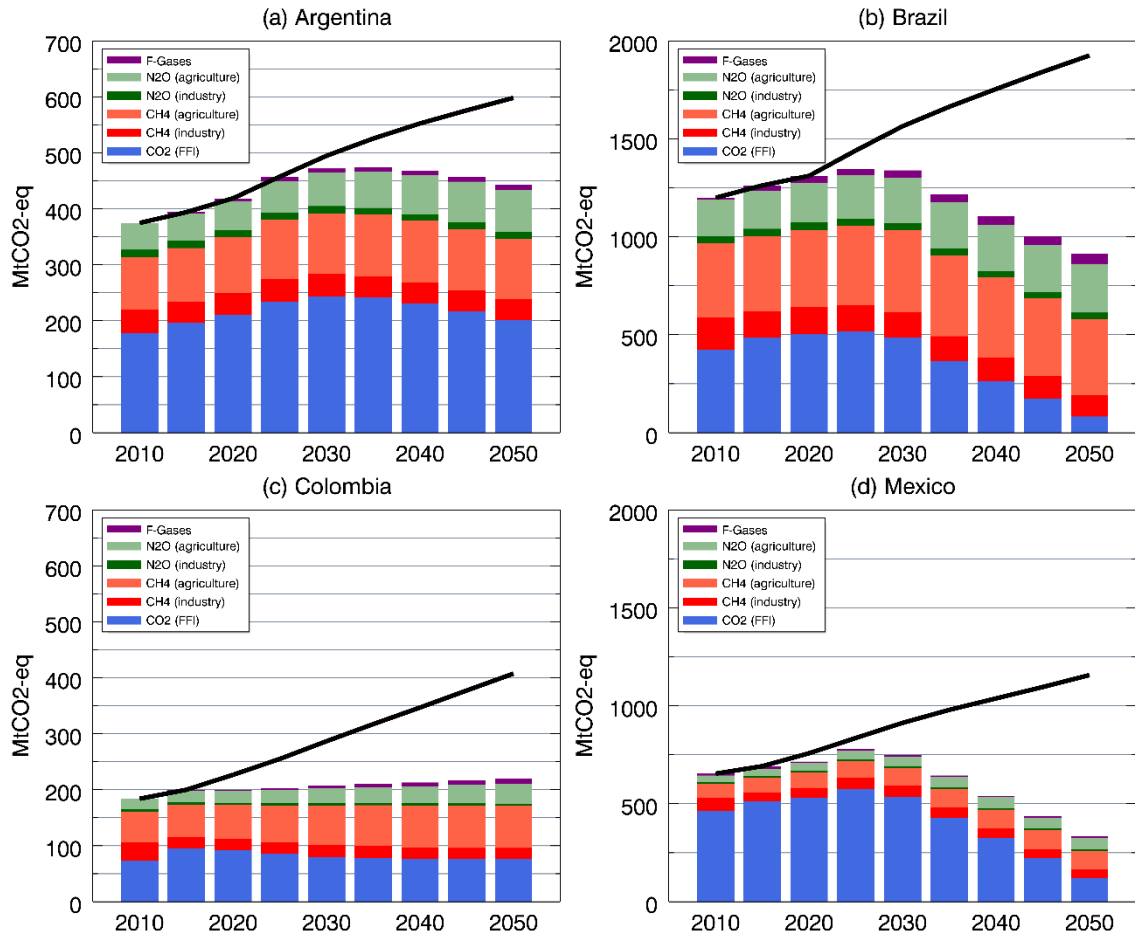 (a) Argentina
MtCO2-eq
700
600
500
400
300
200
100
0
F-Gases
N2O (agriculture)
N2O (industry)
CH4 (agriculture)
CH4 (industry)
CO2 (FFI)
2010 2020 2030 2040 2050
(b) Brazil
MtCO2-eq
2000
1500
1000
500
0
F-Gases
N2O (agriculture)
N2O (industry)
CH4 (agriculture)
CH4 (industry)
CO2 (FFI)
2010 2020 2030 2040 2050
(c) Colombia
MtCO2-eq
700
600
500
400
300
200
100
0
F-Gases
N2O (agriculture)
N2O (industry)
CH4 (agriculture)
CH4 (industry)
CO2 (FFI)
2010 2020 2030 2040 2050
(d) Mexico
MtCO2-eq
2000
1500
1000
500
0
F-Gases
N2O (agriculture)
N2O (industry)
CH4 (agriculture)
CH4 (industry)
CO2 (FFI)
2010 2020 2030 2040 2050